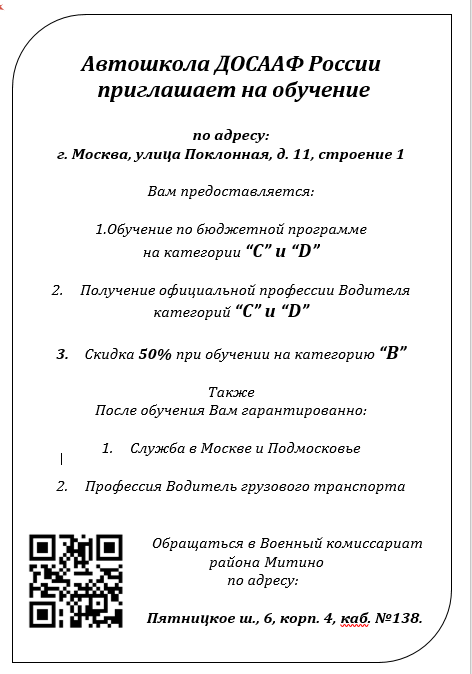 Автошкола ДОСААФ России
приглашает на обучение
по адресу:
г. Москва, улица Поклонная, д. 11, строение 1
Вам предоставляется:
1.Обучение по бюджетной программе
на категории “C” и “D”
2. Получение официальной профессии Водителя
категорий “C” и “D”
3. Скидка 50% при обучении на категорию “B”
Также
После обучения Вам гарантированно:
1. Служба в Москве и Подмосковье
2. Профессия Водитель грузового транспорта
Обращаться в Военный комиссариат
района Митино
по адресу:
Пятницкое ш., 6, корп. 4, каб. №138.